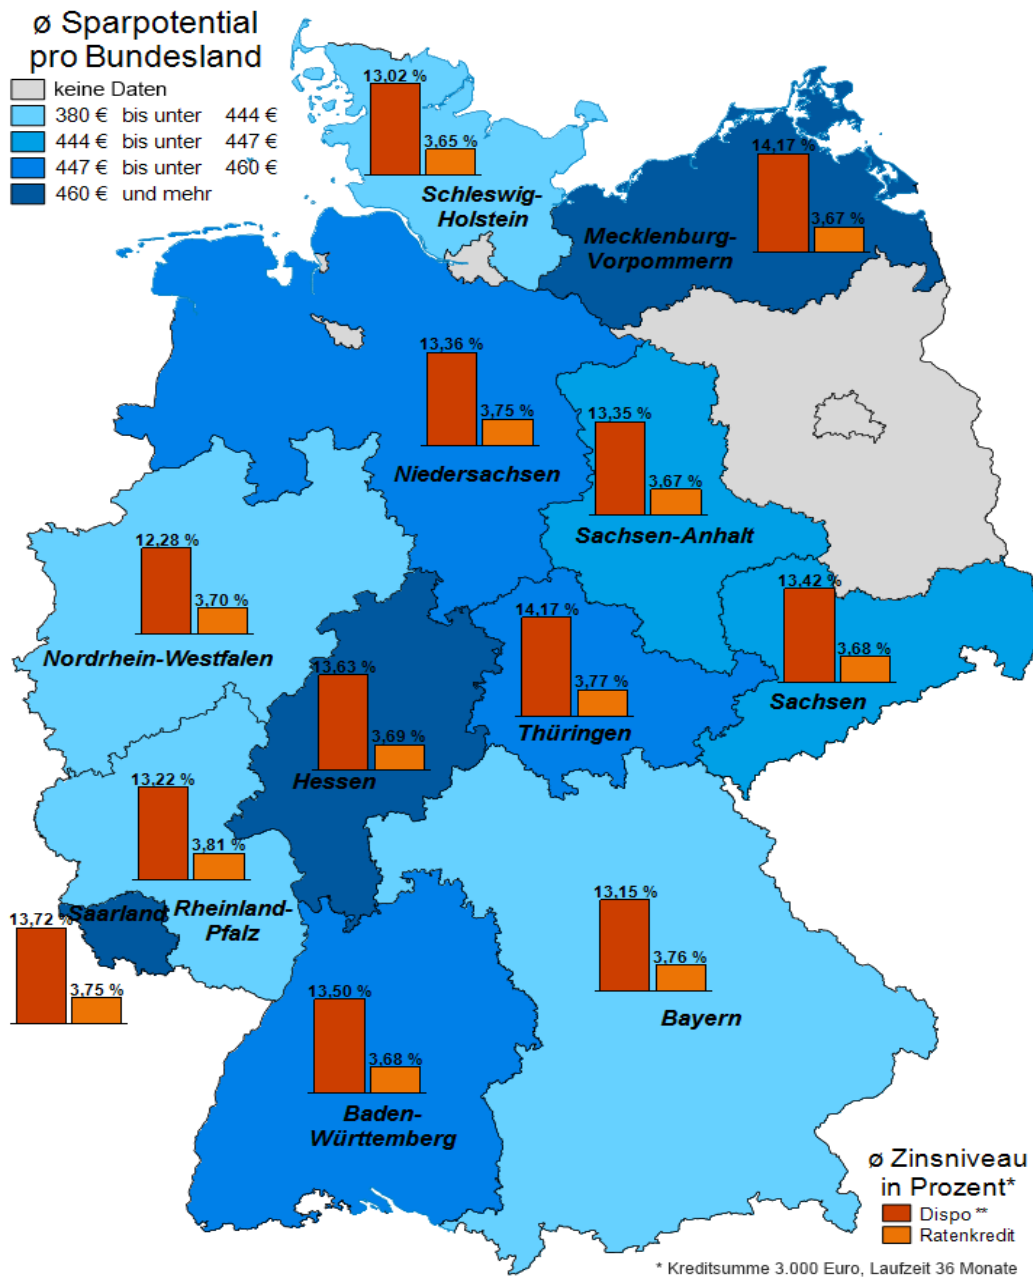 ø Sparpotential
pro Bundesland
keine Daten
380 € bis unter 444 €
444 € bis unter 447 €
447 € bis unter 460 €
460 € und mehr
13,02 %
3,65 %
Schleswig-
Holstein
14,17 %
3,67 %
Mecklenburg-
Vorpommern
13,36 %
3,75 %
Niedersachsen
13,35 %
3,67 %
Sachsen-Anhalt
12,28 %
3,70 %
Nordrhein-Westfalen
13,42 %
3,68 %
Sachsen
14,17 %
3,77 %
Thüringen
13,63 %
3,69 %
Hessen
13,22 %
3,81 %
Rheinland-
Pfalz
Saarland
13,72 %
3,75 %
13,15 %
3,76 %
Bayern
13,50 %
3,68 %
Baden-
Württemberg
ø Zinsniveau
in Prozent*
Dispo **
Ratenkredit
* Kreditsumme 3.000 Euro, Laufzeit 36 Monate